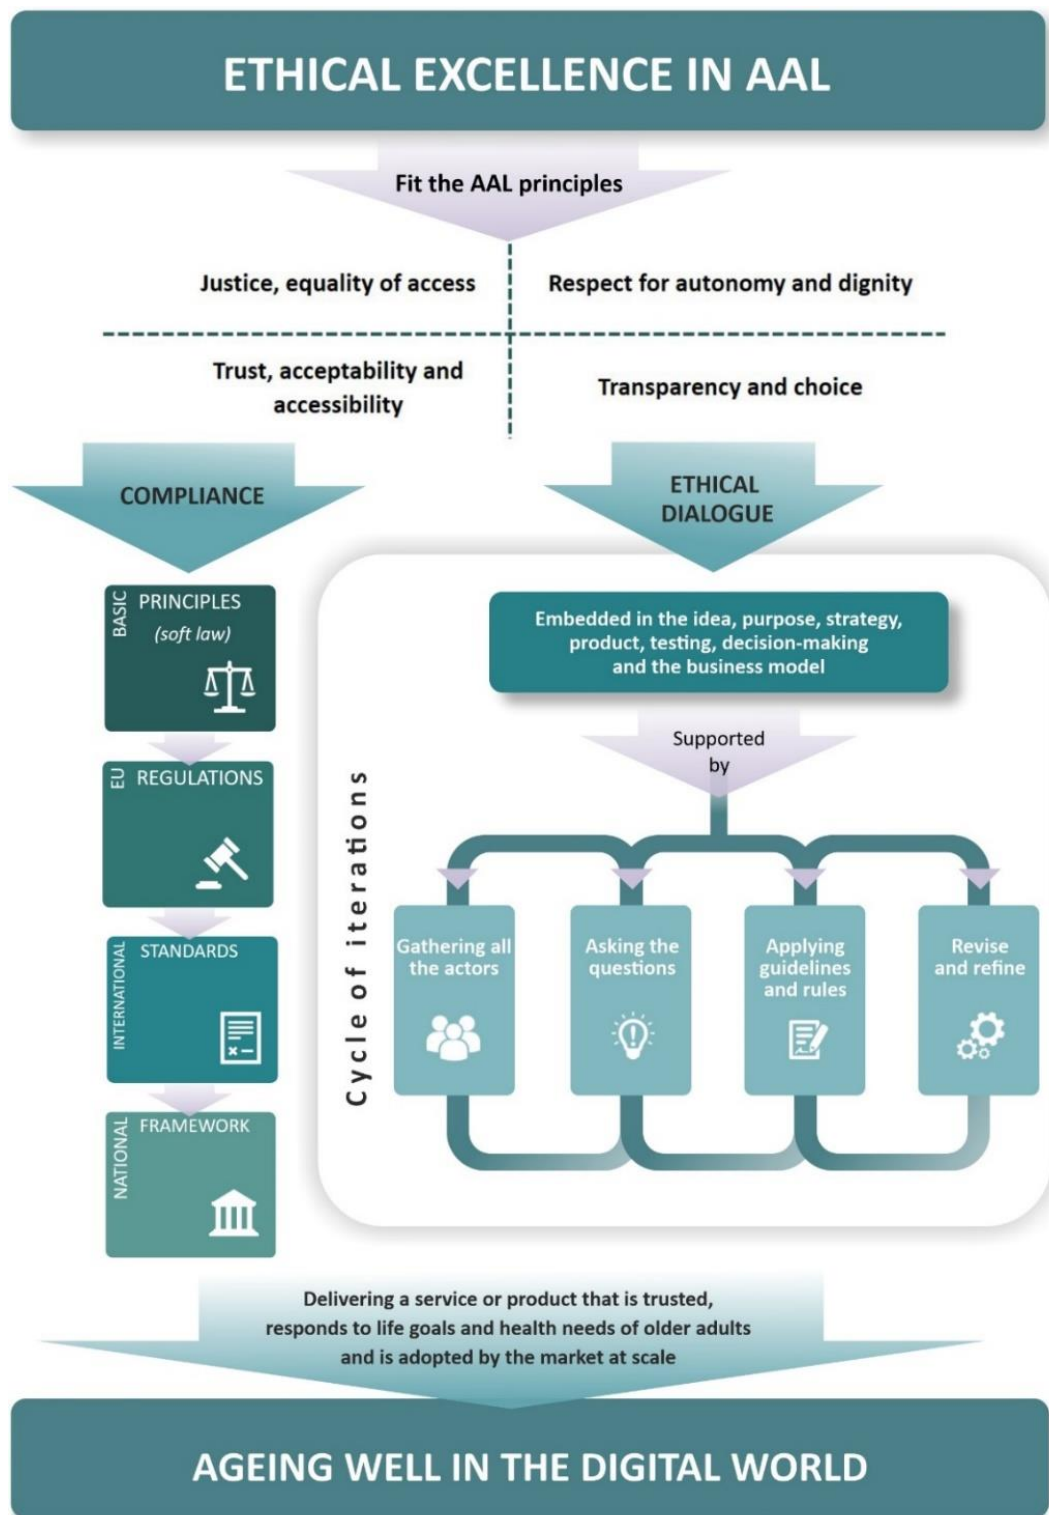 ETHICAL EXCELLENCE IN AAL
Fit the AAL principles
Justice, equality of access
Respect for autonomy and dignity
Trust, acceptability and
accessibility
Transparency and choice
COMPLIANCE
BASIC
PRINCIPLES
(soft law)
EU
REGULATIONS
INTERNATIONAL
STANDARDS
NATIONAL
FRAMEWORK
ETHICAL
DIALOGUE
Embedded in the idea, purpose, strategy,
product, testing, decision-making
and the business model
Supported
by
Cycle of iterations
Gathering all
the actors
Asking the
questions
Applying
guidelines
and rules
Revise
and refine
Delivering a service or product that is trusted,
responds to life goals and health needs of older adults
and is adopted by the market at scale
AGEING WELL IN THE DIGITAL WORLD